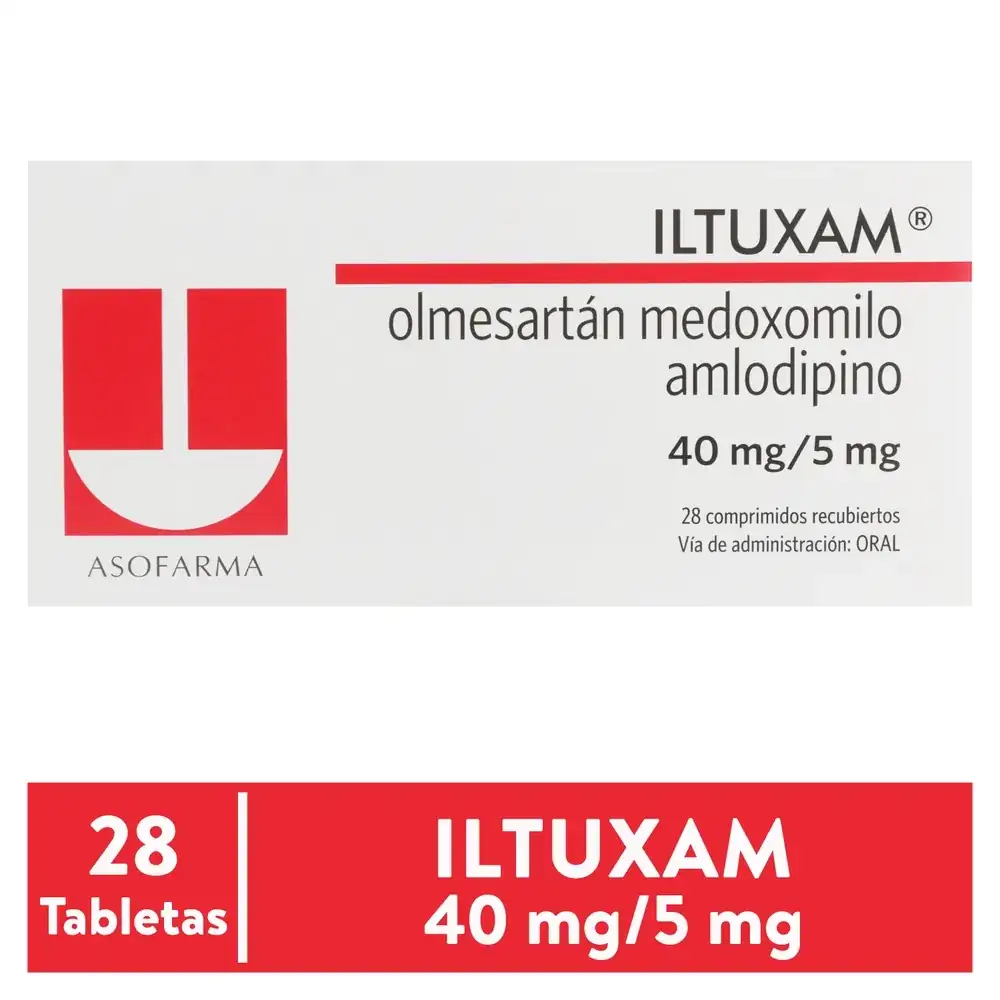 ILTUXAM®
olmesartán medoxomilo
amlodipino
40 mg/5 mg
28 comprimidos recubiertos
Vía de administración: ORAL
ASOFARMA
28
Tabletas
ILTUXAM
40 mg/5 mg